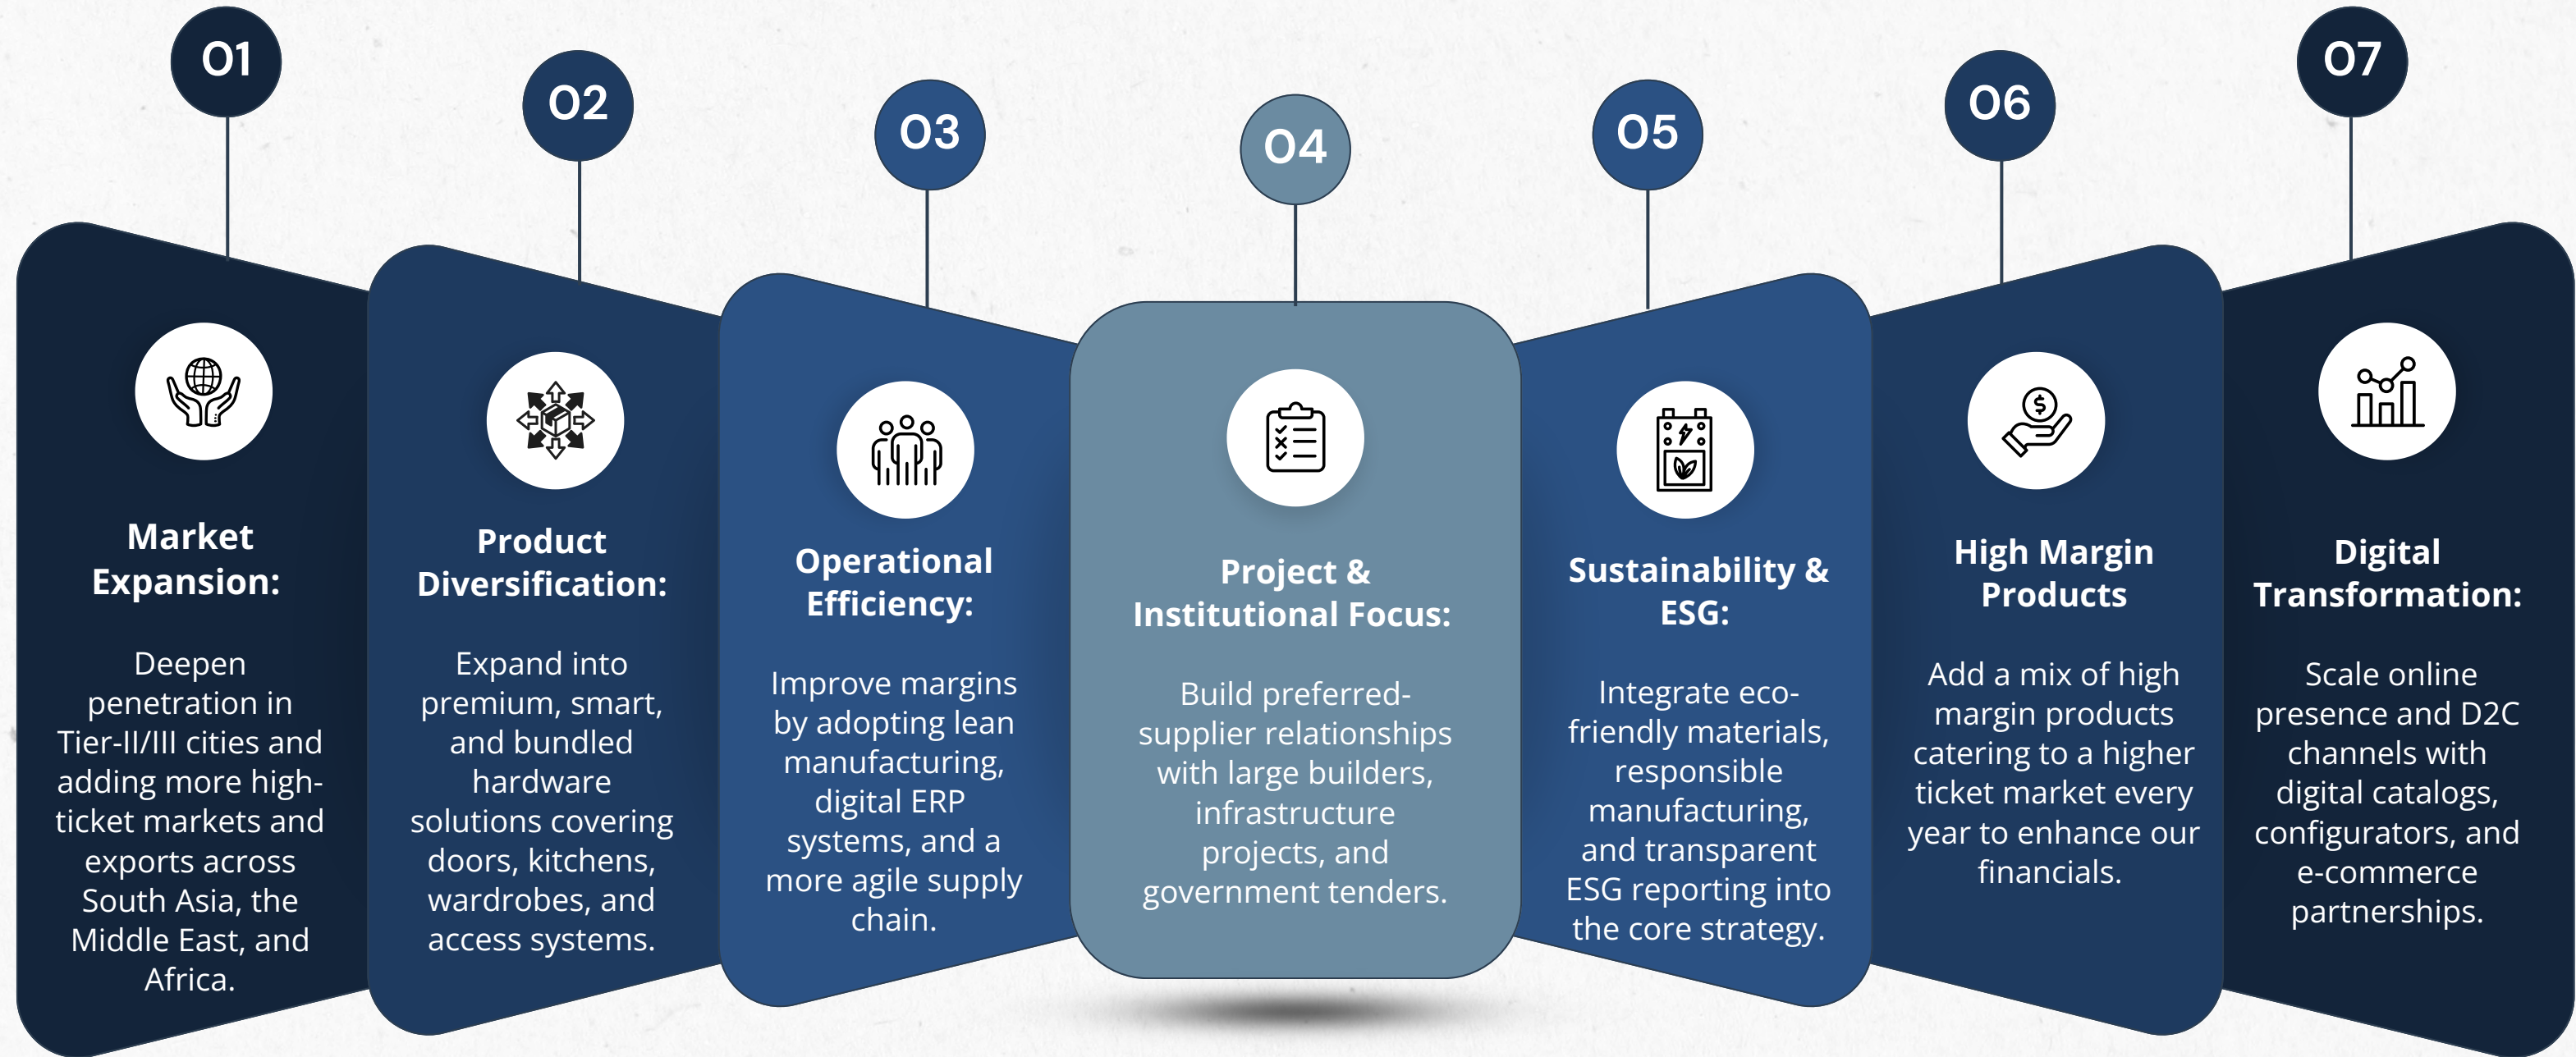 01
Market
Expansion:
Deepen
penetration in
Tier-II/III cities and
adding more high-
ticket markets and
exports across
South Asia, the
Middle East, and
Africa.
02
Product
Diversification:
Expand into
premium, smart,
and bundled
hardware
solutions covering
doors, kitchens,
wardrobes, and
access systems.
03
Operational
Efficiency:
Improve margins
by adopting lean
manufacturing,
digital ERP
systems, and a
more agile supply
chain.
04
Project &
Institutional Focus:
Build preferred-
supplier relationships
with large builders,
infrastructure
projects, and
government tenders.
05
Sustainability &
ESG:
Integrate eco-
friendly materials,
responsible
manufacturing,
and transparent
ESG reporting into
the core strategy.
06
High Margin
Products
Add a mix of high
margin products
catering to a higher
ticket market every
year to enhance our
financials.
07
Digital
Transformation:
Scale online
presence and D2C
channels with
digital catalogs,
configurators, and
e-commerce
partnerships.